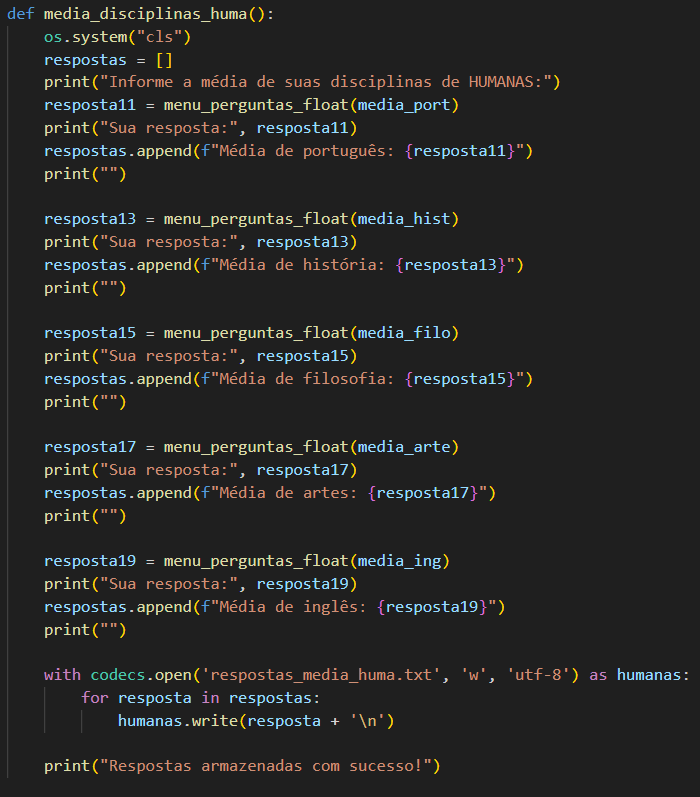 def media_disciplinas_huma():
    os.system("cls")
    respostas = []
    print("Informe a média de suas disciplinas de HUMANAS:")
    resposta11 = menu_perguntas_float(media_port)
    print("Sua resposta:", resposta11)
    respostas.append(f"Média de português: {resposta11}")
    print("")

    resposta13 = menu_perguntas_float(media_hist)
    print("Sua resposta:", resposta13)
    respostas.append(f"Média de história: {resposta13}")
    print("")

    resposta15 = menu_perguntas_float(media_filo)
    print("Sua resposta:", resposta15)
    respostas.append(f"Média de filosofia: {resposta15}")
    print("")

    resposta17 = menu_perguntas_float(media_arte)
    print("Sua resposta:", resposta17)
    respostas.append(f"Média de artes: {resposta17}")
    print("")

    resposta19 = menu_perguntas_float(media_ing)
    print("Sua resposta:", resposta19)
    respostas.append(f"Média de inglês: {resposta19}")
    print("")

    with codecs.open('respostas_media_huma.txt', 'w', 'utf-8') as humanas:
        for resposta in respostas:
            humanas.write(resposta + '\n')

    print("Respostas armazenadas com sucesso!")